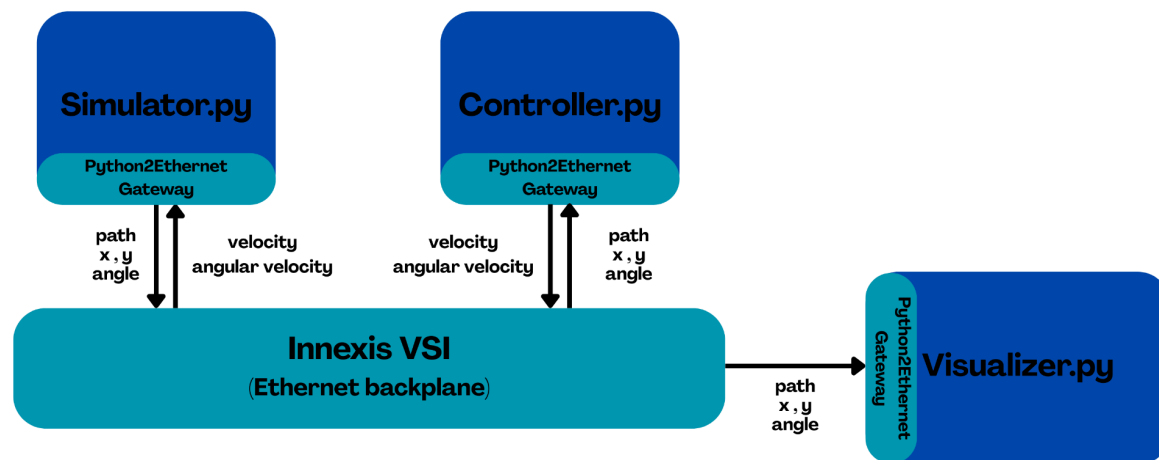 Simulator.py
Python2Ethernet
Gateway
Controller.py
Python2Ethernet
Gateway
path
x , y
angle
velocity
angular velocity
velocity
angular velocity
path
x , y
angle
Innexis VSI
(Ethernet backplane)
path
x , y
angle
Python2Ethernet
Gateway
Visualizer.py